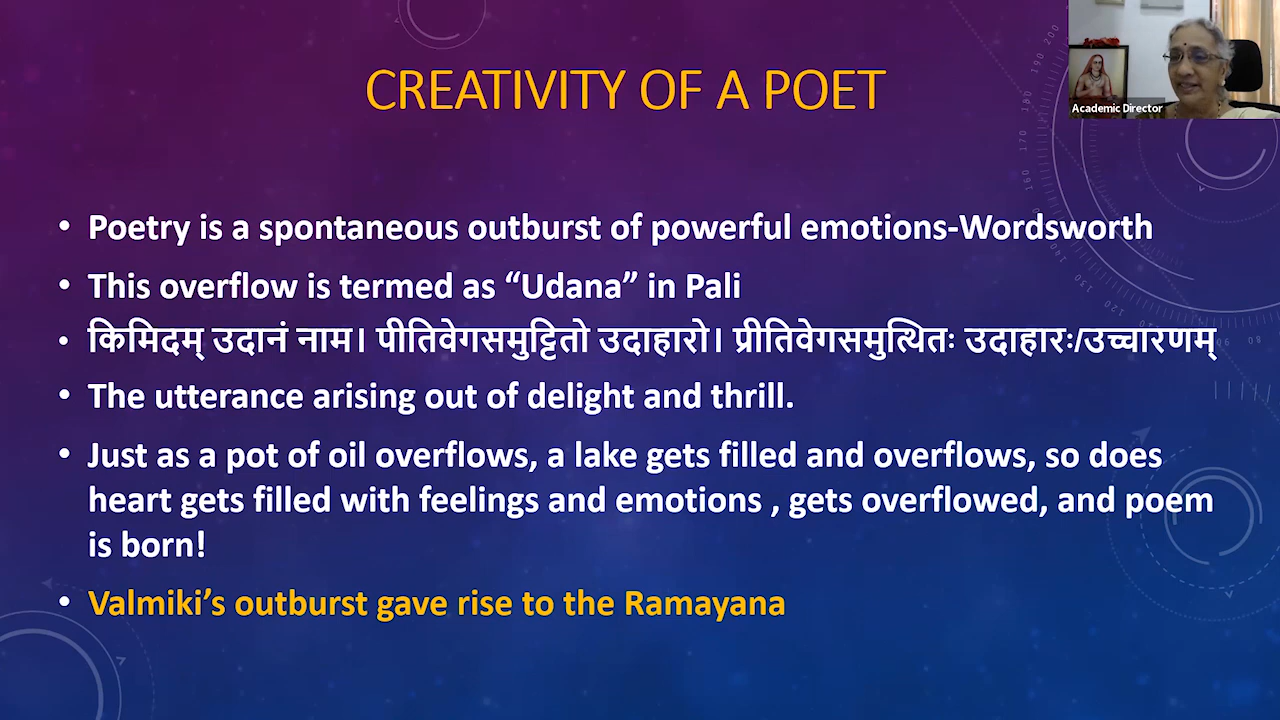 CREATIVITY OF A POET
Academic Director
• Poetry is a spontaneous outburst of powerful emotions-Wordsworth
• This overflow is termed as “Udana” in Pali
• किमिदम् उदानं नाम। पीतिवेगसमुट्टितो उदाहारो। प्रीतिवेगसमुत्थितः उदाहारः/उच्चारणम्
• The utterance arising out of delight and thrill.
• Just as a pot of oil overflows, a lake gets filled and overflows, so does
heart gets filled with feelings and emotions , gets overflowed, and poem
is born!
• Valmiki’s outburst gave rise to the Ramayana